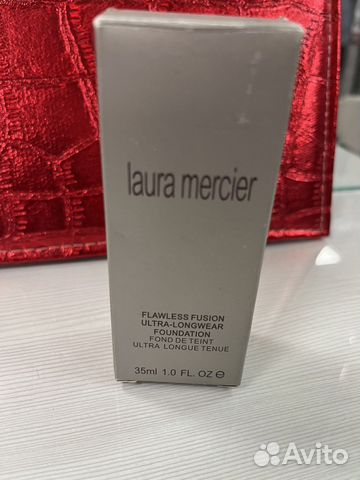 laura mercier
FLAWLESS FUSION
ULTRA-LONGWEAR
FOUNDATION
FOND DE TEINT
ULTRA LONGUE TENUE
35ml 1.0 FL. OZ ℮
Avito